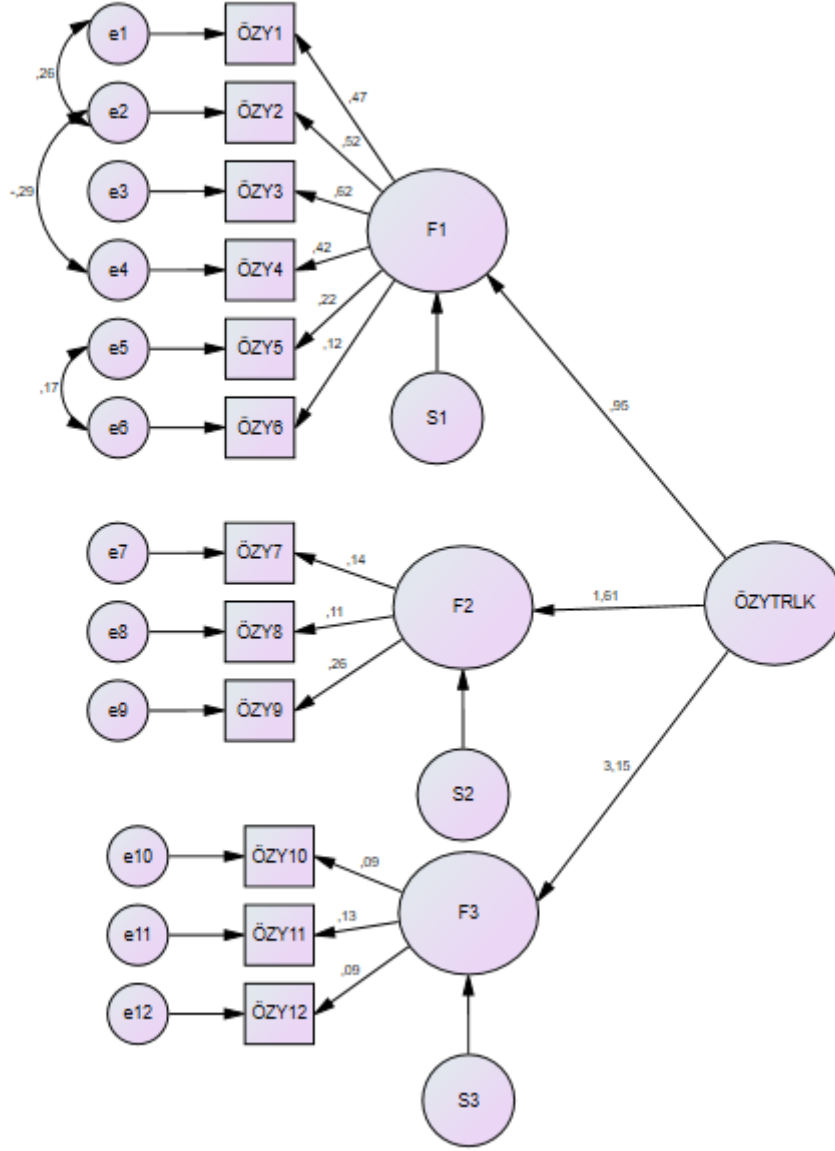 e1
ÖZY1
,26
,47
e2
ÖZY2
,52
-,29
e3
ÖZY3
,62
F1
e4
ÖZY4
,42
,22
e5
ÖZY5
,12
,17
S1
,95
e6
ÖZY6
e7
ÖZY7
,14
F2
1,61
ÖZYTRLK
e8
ÖZY8
,11
,26
e9
ÖZY9
3,15
S2
e10
ÖZY10
,09
F3
e11
ÖZY11
,13
,09
e12
ÖZY12
S3